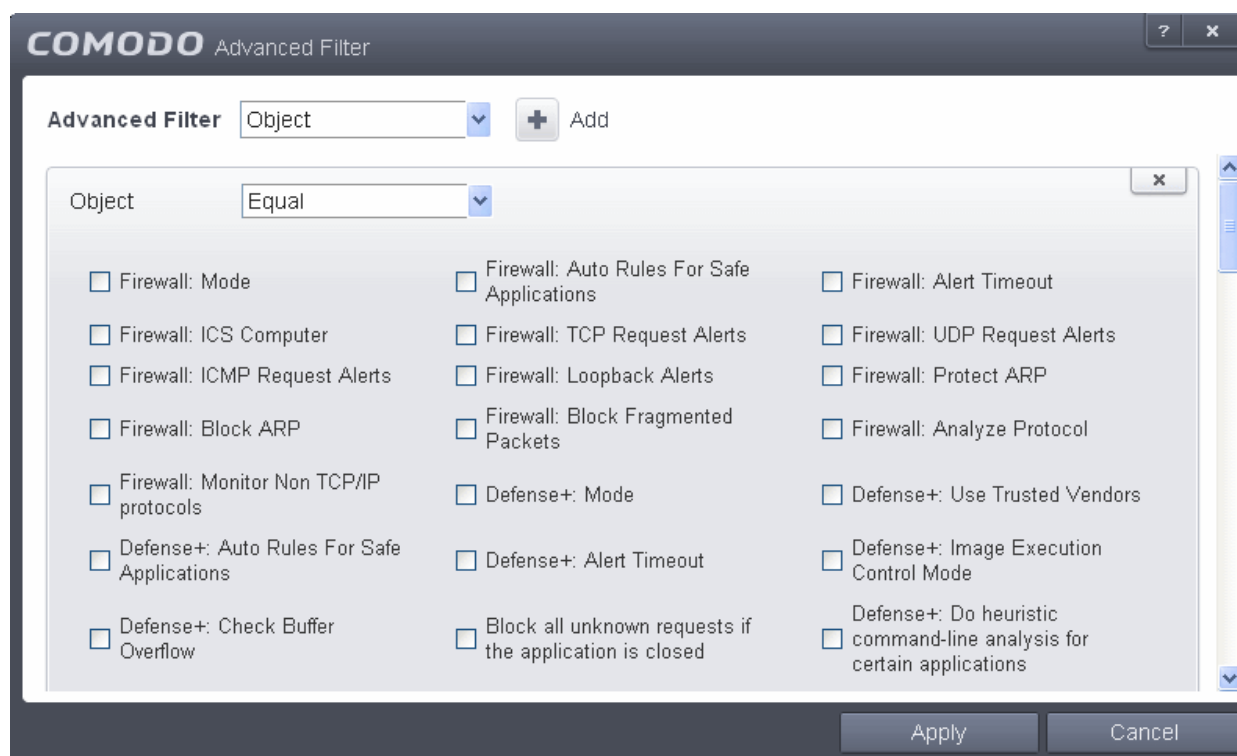 COMODO Advanced Filter ? x
Advanced Filter Object + Add
Object Equal x
Firewall: Mode
Firewall: Auto Rules For Safe
Applications
Firewall: Alert Timeout
Firewall: ICS Computer
Firewall: TCP Request Alerts
Firewall: UDP Request Alerts
Firewall: ICMP Request Alerts
Firewall: Loopback Alerts
Firewall: Protect ARP
Firewall: Block ARP
Firewall: Block Fragmented
Packets
Firewall: Analyze Protocol
Firewall: Monitor Non TCP/IP
protocols
Defense+: Mode
Defense+: Use Trusted Vendors
Defense+: Auto Rules For Safe
Applications
Defense+: Alert Timeout
Defense+: Image Execution
Control Mode
Defense+: Check Buffer
Overflow
Block all unknown requests if
the application is closed
Defense+: Do heuristic
command-line analysis for
certain applications
Apply Cancel